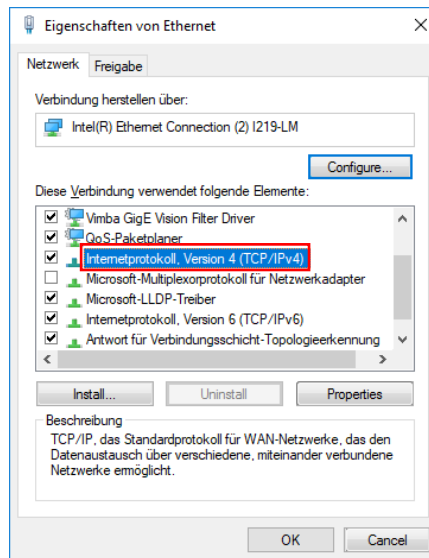 Eigenschaften von Ethernet
Netzwerk Freigabe
Verbindung herstellen über:
Intel(R) Ethernet Connection (2) I219-LM
Configure...
Diese Verbindung verwendet folgende Elemente:
Vimba GigE Vision Filter Driver
QoS-Paketplaner
Internetprotokoll, Version 4 (TCP/IPv4)
Microsoft-Multiplexorprotokoll für Netzwerkadapter
Microsoft-LLDP-Treiber
Internetprotokoll, Version 6 (TCP/IPv6)
Antwort für Verbindungsschicht-Topologieerkennung
Install... Uninstall Properties
Beschreibung
TCP/IP, das Standardprotokoll für WAN-Netzwerke, das den
Datenaustausch über verschiedene, miteinander verbundene
Netzwerke ermöglicht.
OK Cancel